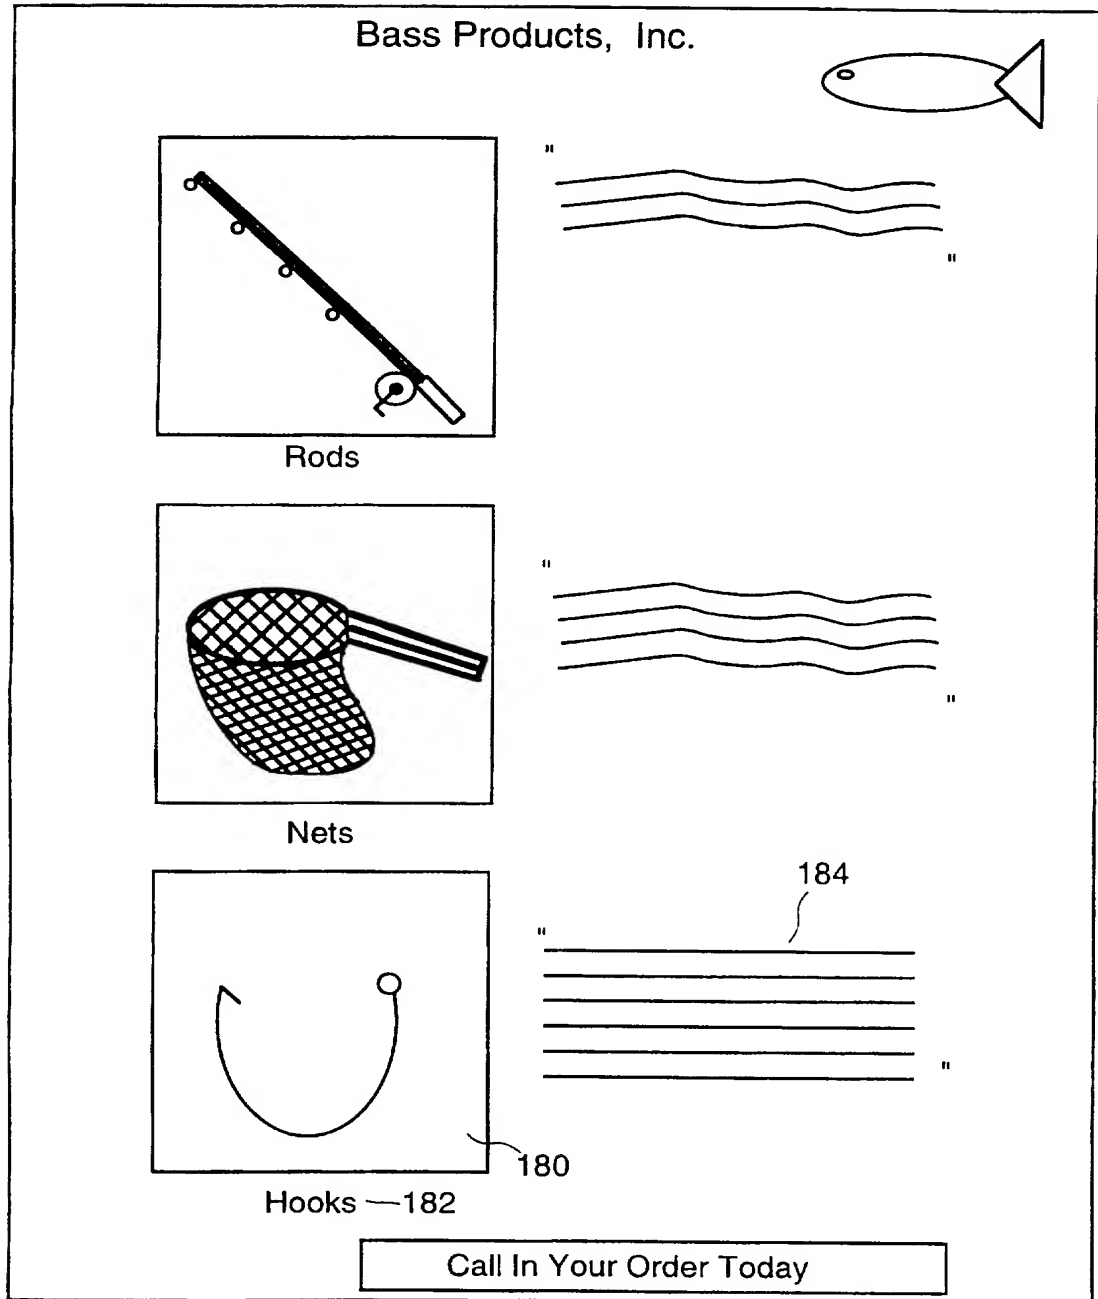 Bass Products, Inc.
"
"
Rods
"
"
Nets
184
"
"
180
Hooks 182
Call In Your Order Today